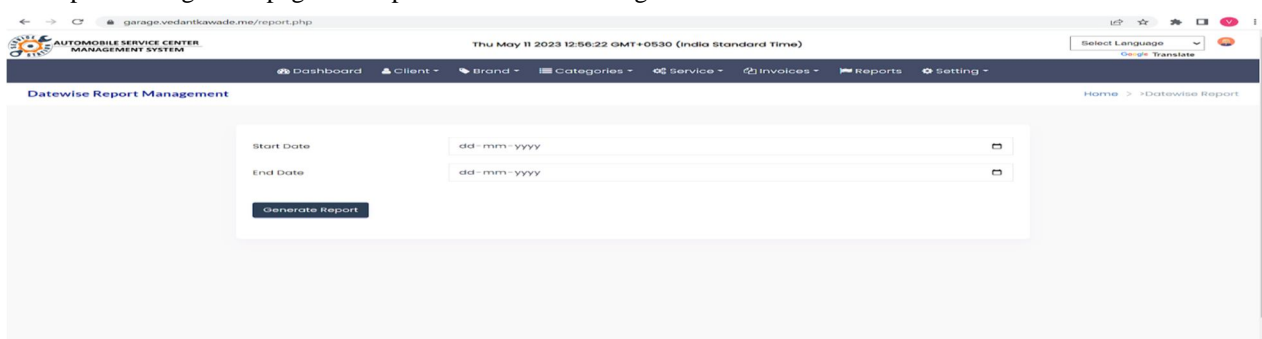 garage.vedantkawade.me/report.php
V
SERVICE
AUTOMOBILE SERVICE CENTER
MANAGEMENT SYSTEM
Thu May 11 2023 12:56:22 GMT+0530 (India Standard Time)
Select Language
Google Translate
Dashboard Client Brand Categories Service Invoices Reports Setting
Datewise Report Management
Home > >Datewise Report
Start Date dd-mm-yyyy
End Date dd-mm-yyyy
Generate Report